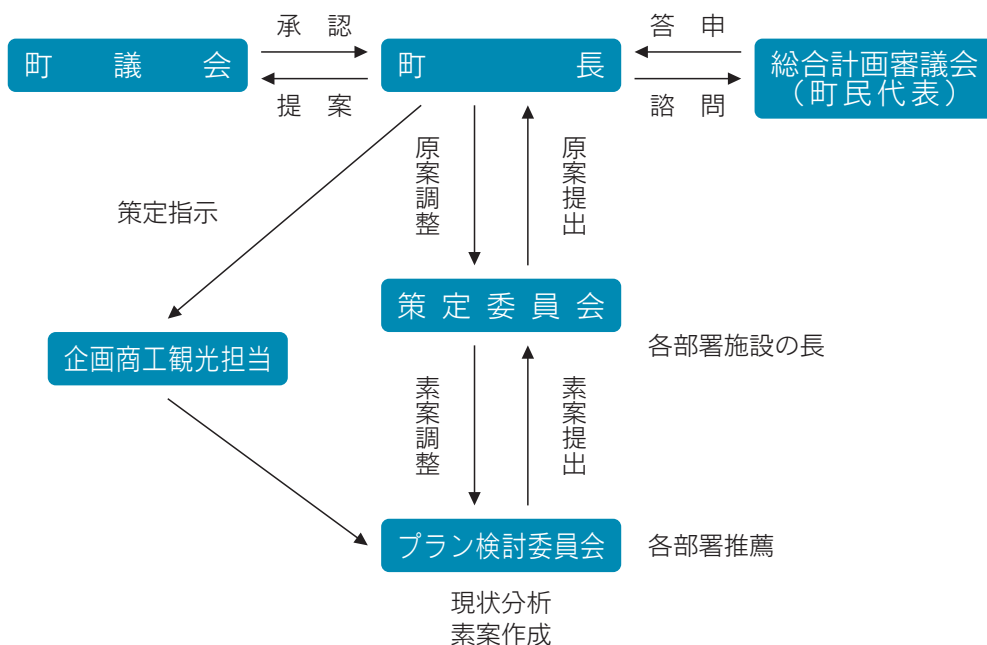 承認
答申
町議会
町長
総合計画審議会
（町民代表）
提案
諮問
原案調整
原案提出
策定指示
策定委員会
各部署施設の長
企画商工観光担当
素案調整
素案提出
プラン検討委員会
各部署推薦
現状分析
素案作成